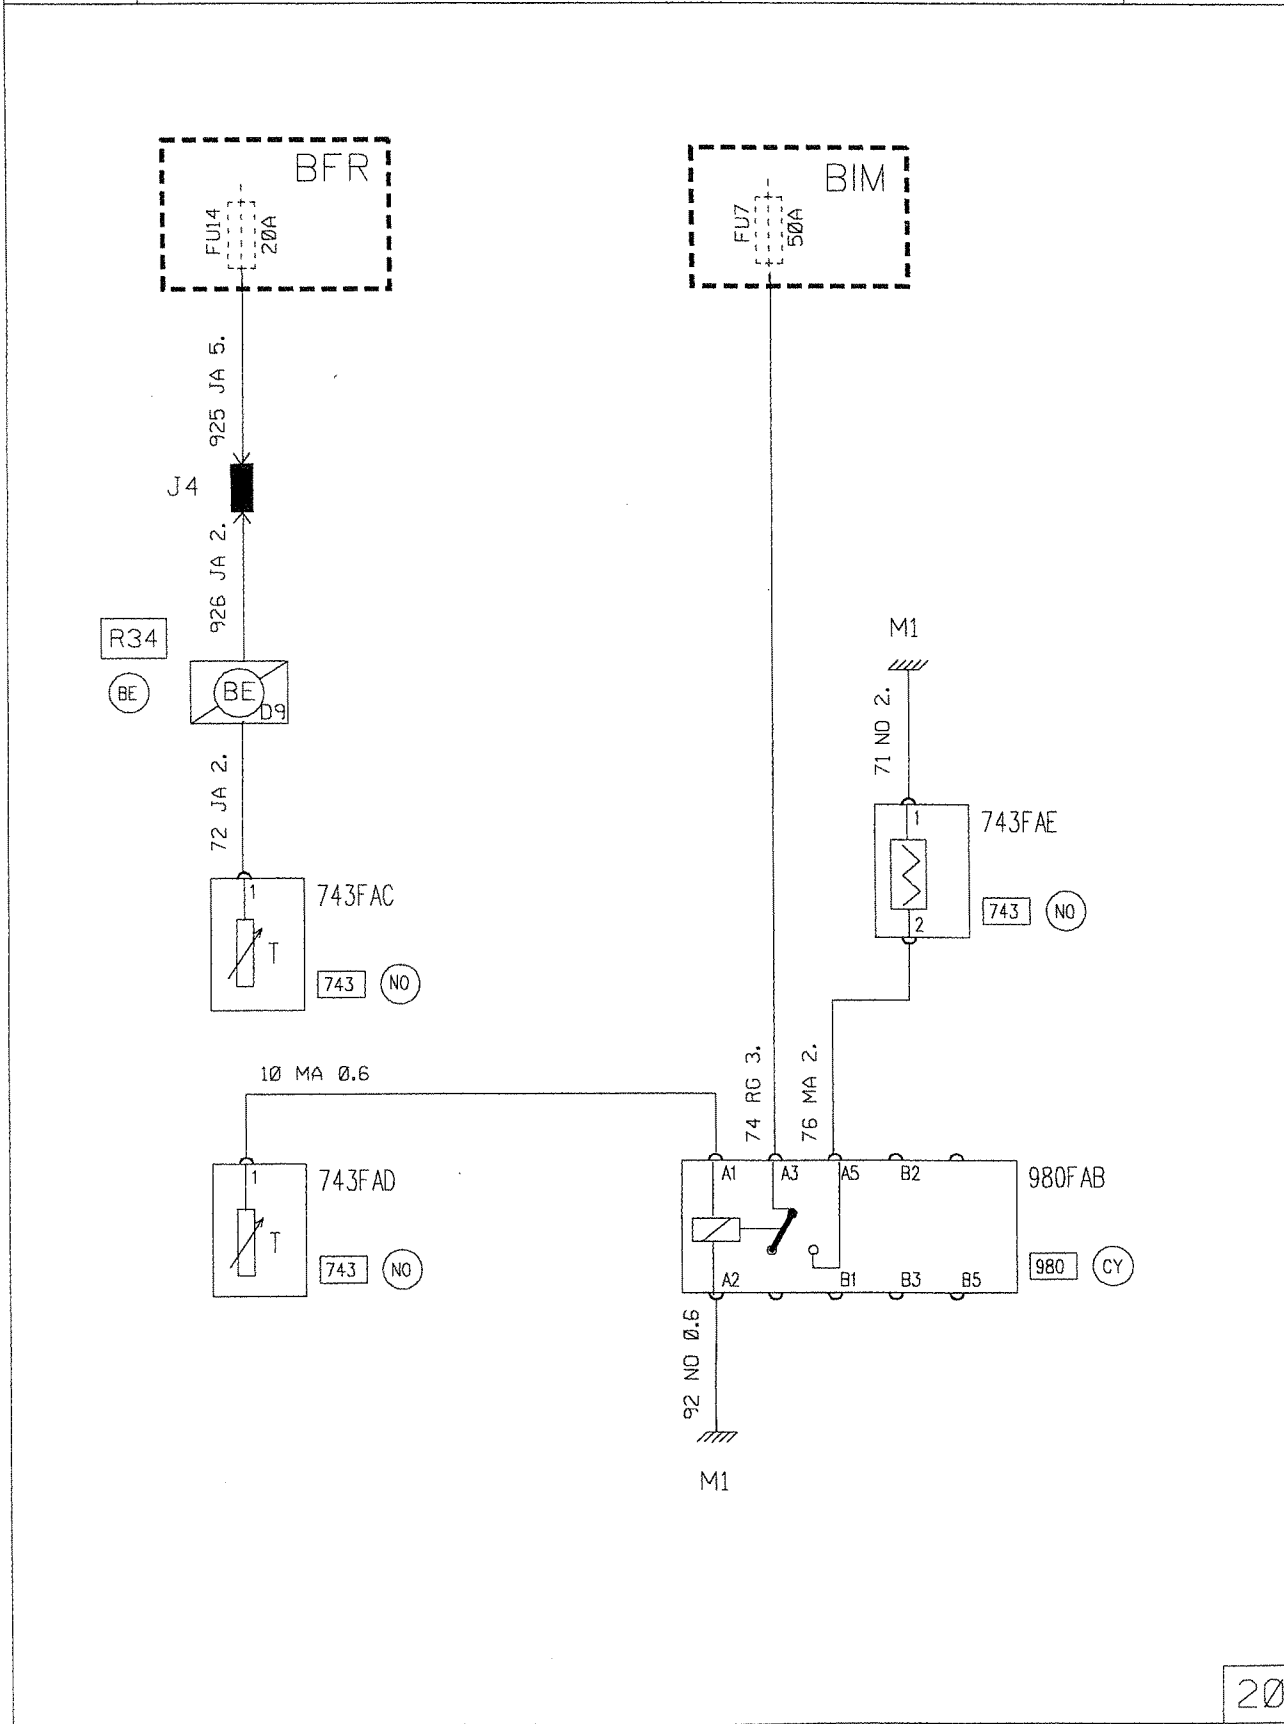 BFR
FU14
20A
BIM
FU7
50A
925 JA 5.
J4
926 JA 2.
R34
BE
BE
D9
72 JA 2.
M1
71 NO 2.
1
743FAE
743
NO
2
1
743FAC
T
743
NO
10 MA 0.6
74 RG 3.
76 MA 2.
1
743FAD
T
743
NO
A1
A3
A5
B2
980FAB
980
CY
A2
B1
B3
B5
92 NO 0.6
M1
20